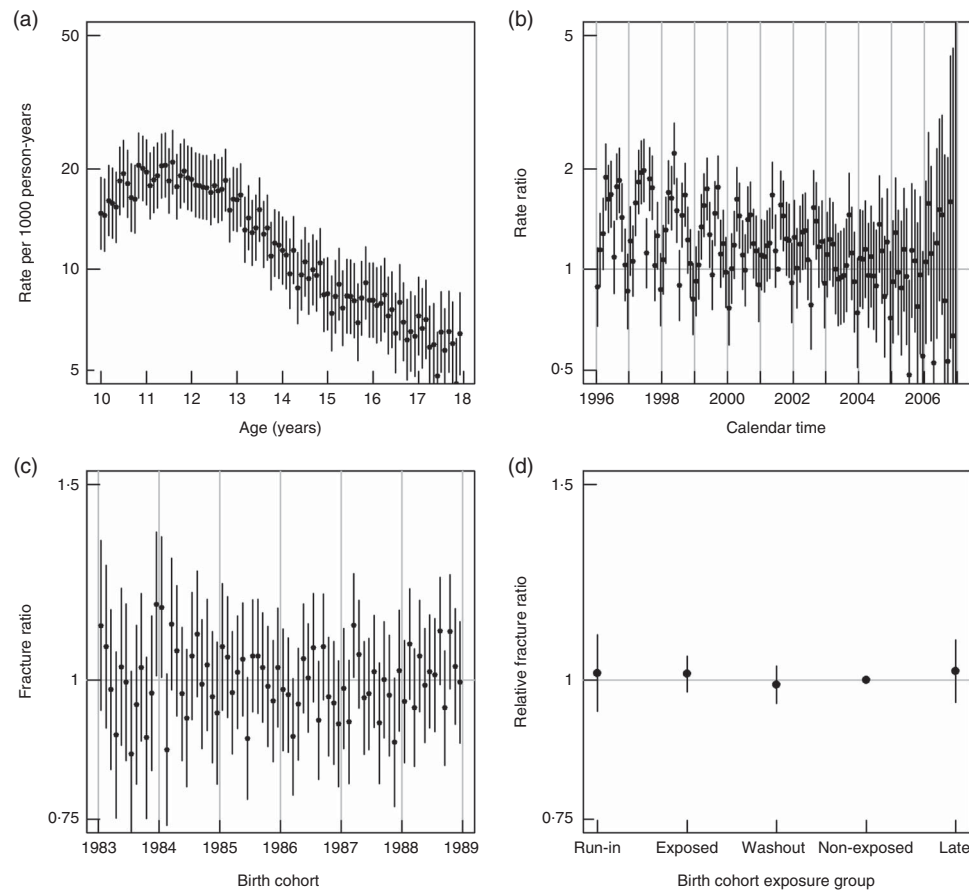 (a)
50
20
10
5
Rate per 1000 person-years
10 11 12 13 14 15 16 17 18
Age (years)
(b)
5
2
1
0·5
Rate ratio
1996 1998 2000 2002 2004 2006
Calendar time
(c)
1·5
1
0·75
Fracture ratio
1983 1984 1985 1986 1987 1988 1989
Birth cohort
(d)
1·5
1
0·75
Relative fracture ratio
Run-in Exposed Washout Non-exposed Late
Birth cohort exposure group